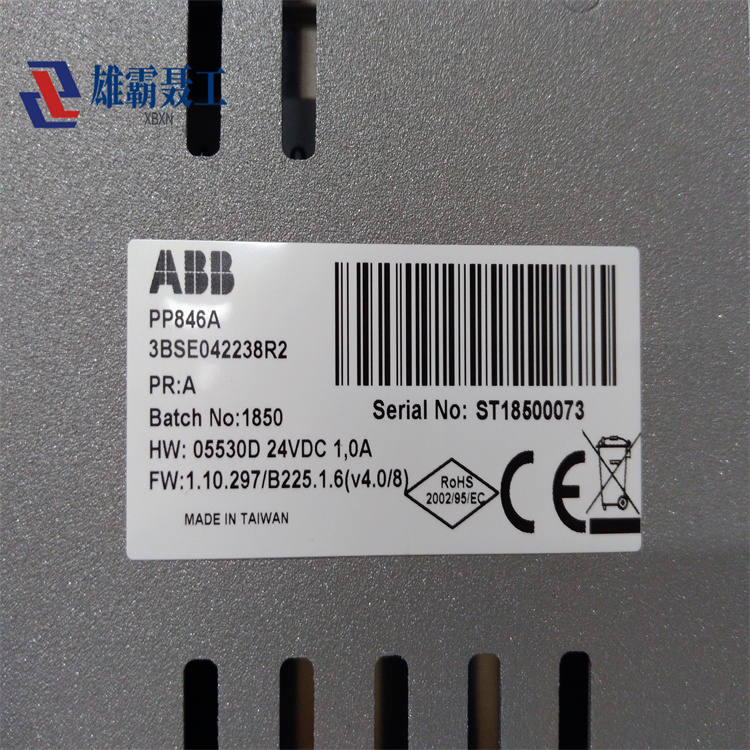 雄霸聂工
XBXN
ABB
PP846A
3BSE042238R2
PR:A
Batch No:1850
Serial No: ST18500073
HW: 05530D 24VDC 1,0A
FW:1.10.297/B225.1.6(v4.0/8)
RoHS
2002/95/EC
CE
MADE IN TAIWAN